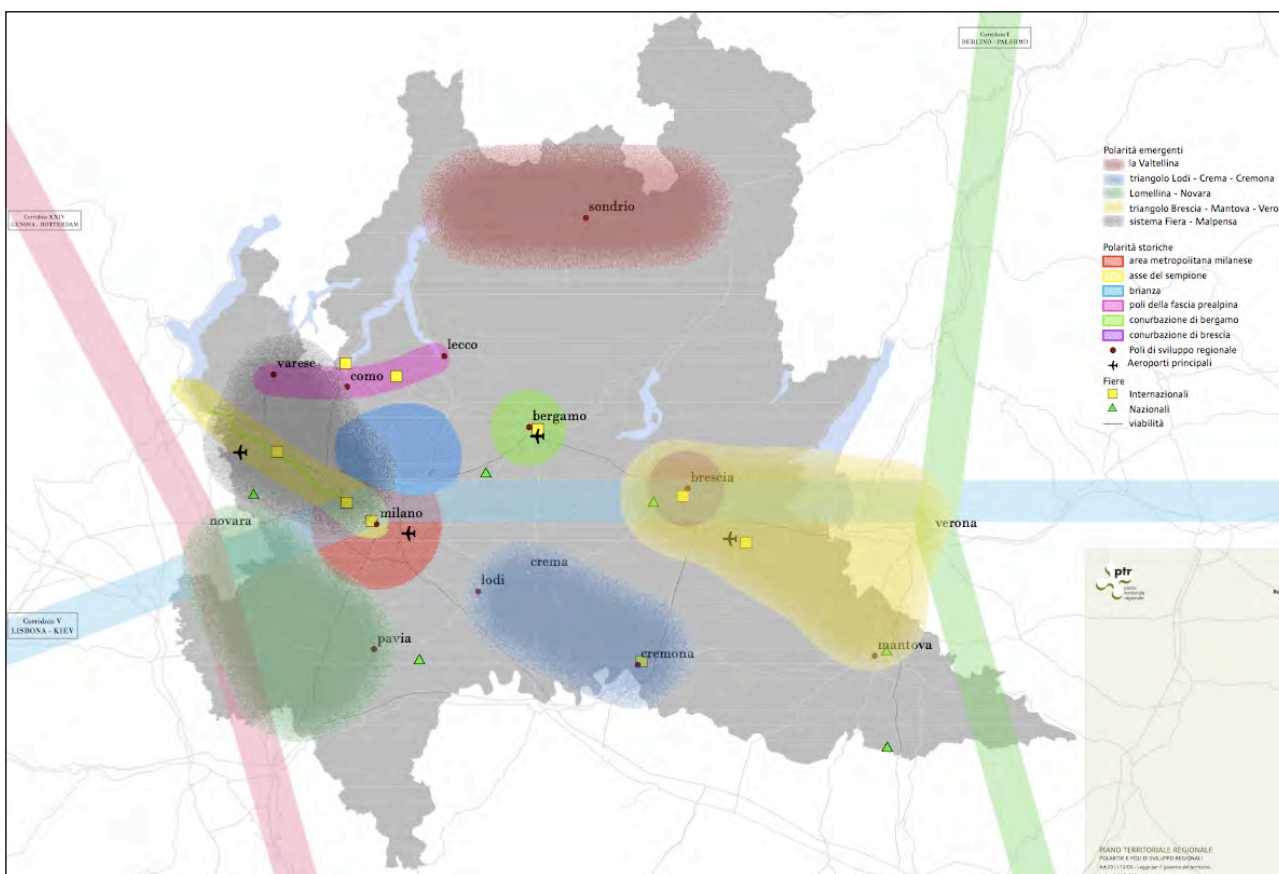 Corridoio I
BERLINO - PALERMO
Corridoio XXIV
GENOVA - ROTTERDAM
Corridoio V
LISBONA - KIEV
sondrio
lecco
varese
como
bergamo
brescia
milano
novara
verona
crema
lodi
pavia
cremona
mantova
Polarità emergenti
la Valtellina
triangolo Lodi - Crema - Cremona
Lomellina - Novara
triangolo Brescia - Mantova - Vero
sistema Fiera - Malpensa
Polarità storiche
area metropolitana milanese
asse del sempione
brianza
poli della fascia prealpina
conurbazione di bergamo
conurbazione di brescia
Poli di sviluppo regionale
Aeroporti principali
Fiere
Internazionali
Nazionali
viabilità
ptr
piano
territoriale
regionale
PIANO TERRITORIALE REGIONALE
POLARITA' E POLI DI SVILUPPO REGIONALI